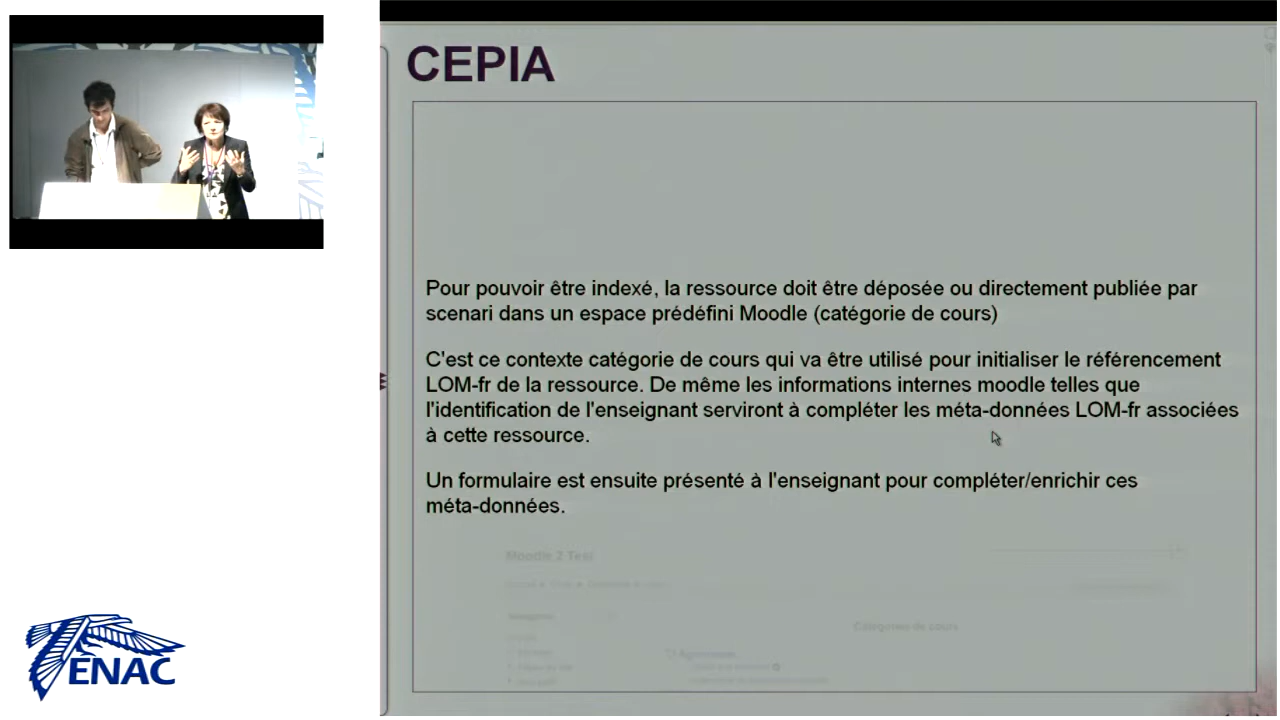 CEPIA
Pour pouvoir être indexé, la ressource doit être déposée ou directement publiée par
scenari dans un espace prédéfini Moodle (catégorie de cours)
C'est ce contexte catégorie de cours qui va être utilisé pour initialiser le référencement
LOM-fr de la ressource. De même les informations internes moodle telles que
l'identification de l'enseignant serviront à compléter les méta-données LOM-fr associées
à cette ressource.
Un formulaire est ensuite présenté à l'enseignant pour compléter/enrichir ces
méta-données.
Moodle 2 Test
Catégories de cours
ENAC